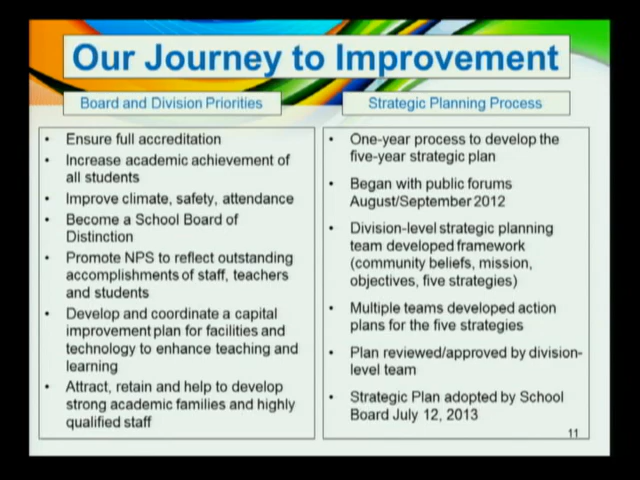 Our Journey to Improvement
Board and Division Priorities
• Ensure full accreditation
• Increase academic achievement of
all students
• Improve climate, safety, attendance
• Become a School Board of
Distinction
• Promote NPS to reflect outstanding
accomplishments of staff, teachers
and students
• Develop and coordinate a capital
improvement plan for facilities and
technology to enhance teaching and
learning
• Attract, retain and help to develop
strong academic families and highly
qualified staff
Strategic Planning Process
• One-year process to develop the
five-year strategic plan
• Began with public forums
August/September 2012
• Division-level strategic planning
team developed framework
(community beliefs, mission,
objectives, five strategies)
• Multiple teams developed action
plans for the five strategies
• Plan reviewed/approved by division-
level team
• Strategic Plan adopted by School
Board July 12, 2013
11